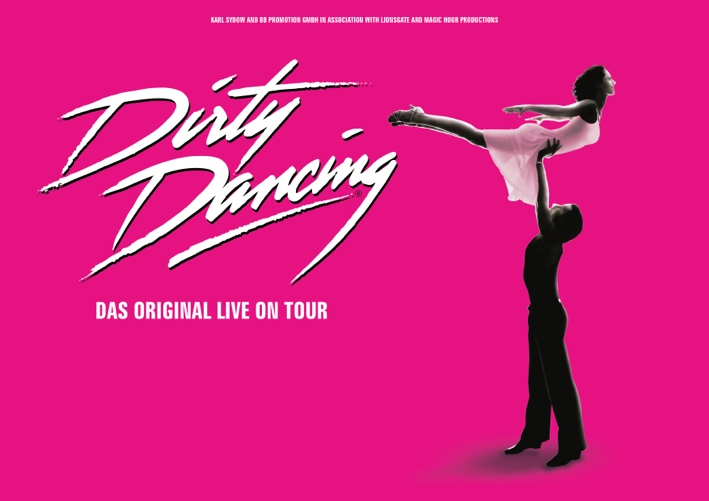 KARL SYDOW AND BB PROMOTION GMBH IN ASSOCIATION WITH LIONSGATE AND MAGIC HOUR PRODUCTIONS
Dirty
Dancing®
DAS ORIGINAL LIVE ON TOUR